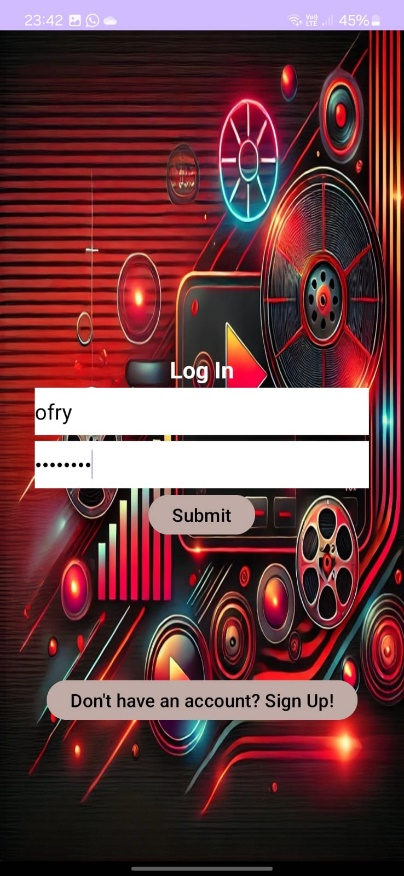 23:42 45%
Log In
ofry
••••••••
Submit
Don't have an account? Sign Up!